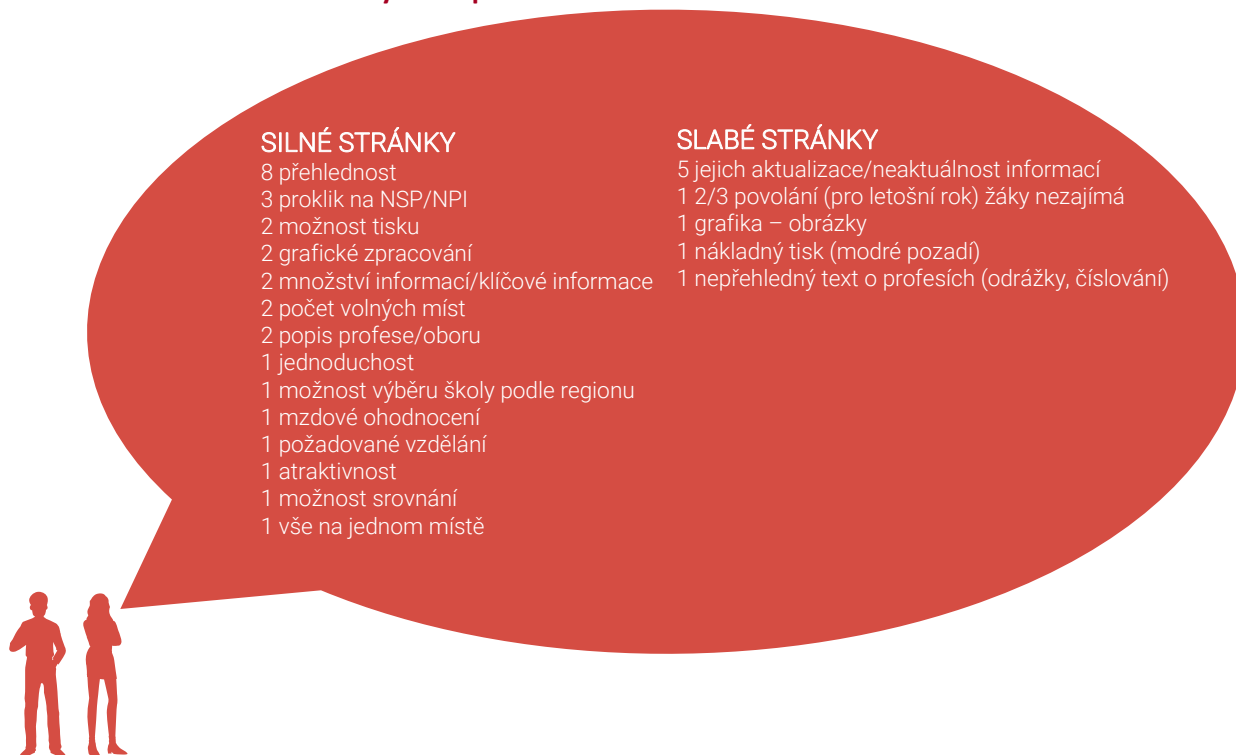 SILNÉ STRÁNKY
8 přehlednost
3 proklik na NSP/NPI
2 možnost tisku
2 grafické zpracování
2 množství informací/klíčové informace
2 počet volných míst
2 popis profese/oboru
1 jednoduchost
1 možnost výběru školy podle regionu
1 mzdové ohodnocení
1 požadované vzdělání
1 atraktivnost
1 možnost srovnání
1 vše na jednom místě
SLABÉ STRÁNKY
5 jejich aktualizace/neaktuálnost informací
1 2/3 povolání (pro letošní rok) žáky nezajímá
1 grafika – obrázky
1 nákladný tisk (modré pozadí)
1 nepřehledný text o profesích (odrážky, číslování)